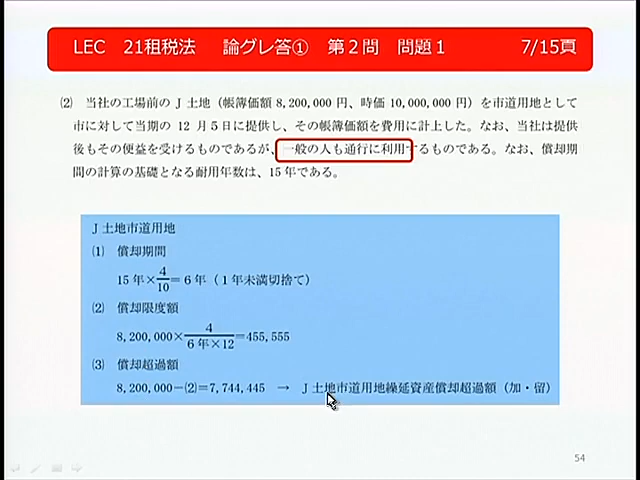 LEC 21租税法 論グレ答① 第2問 問題1 7/15頁
⑵ 当社の工場前のJ土地（帳簿価額 8,200,000 円、時価 10,000,000 円）を市道用地として
市に対して当期の 12 月5日に提供し、その帳簿価額を費用に計上した。なお、当社は提供
後もその便益を受けるものであるが、一般の人も通行に利用するものである。なお、償却期
間の計算の基礎となる耐用年数は、15 年である。
J土地市道用地
⑴ 償却期間
15 年×4/10＝6 年（1年未満切捨て）
⑵ 償却限度額
8,200,000×4/6 年×12＝455,555
⑶ 償却超過額
8,200,000－⑵＝7,744,445 → J土地市道用地繰延資産償却超過額（加・留）
54